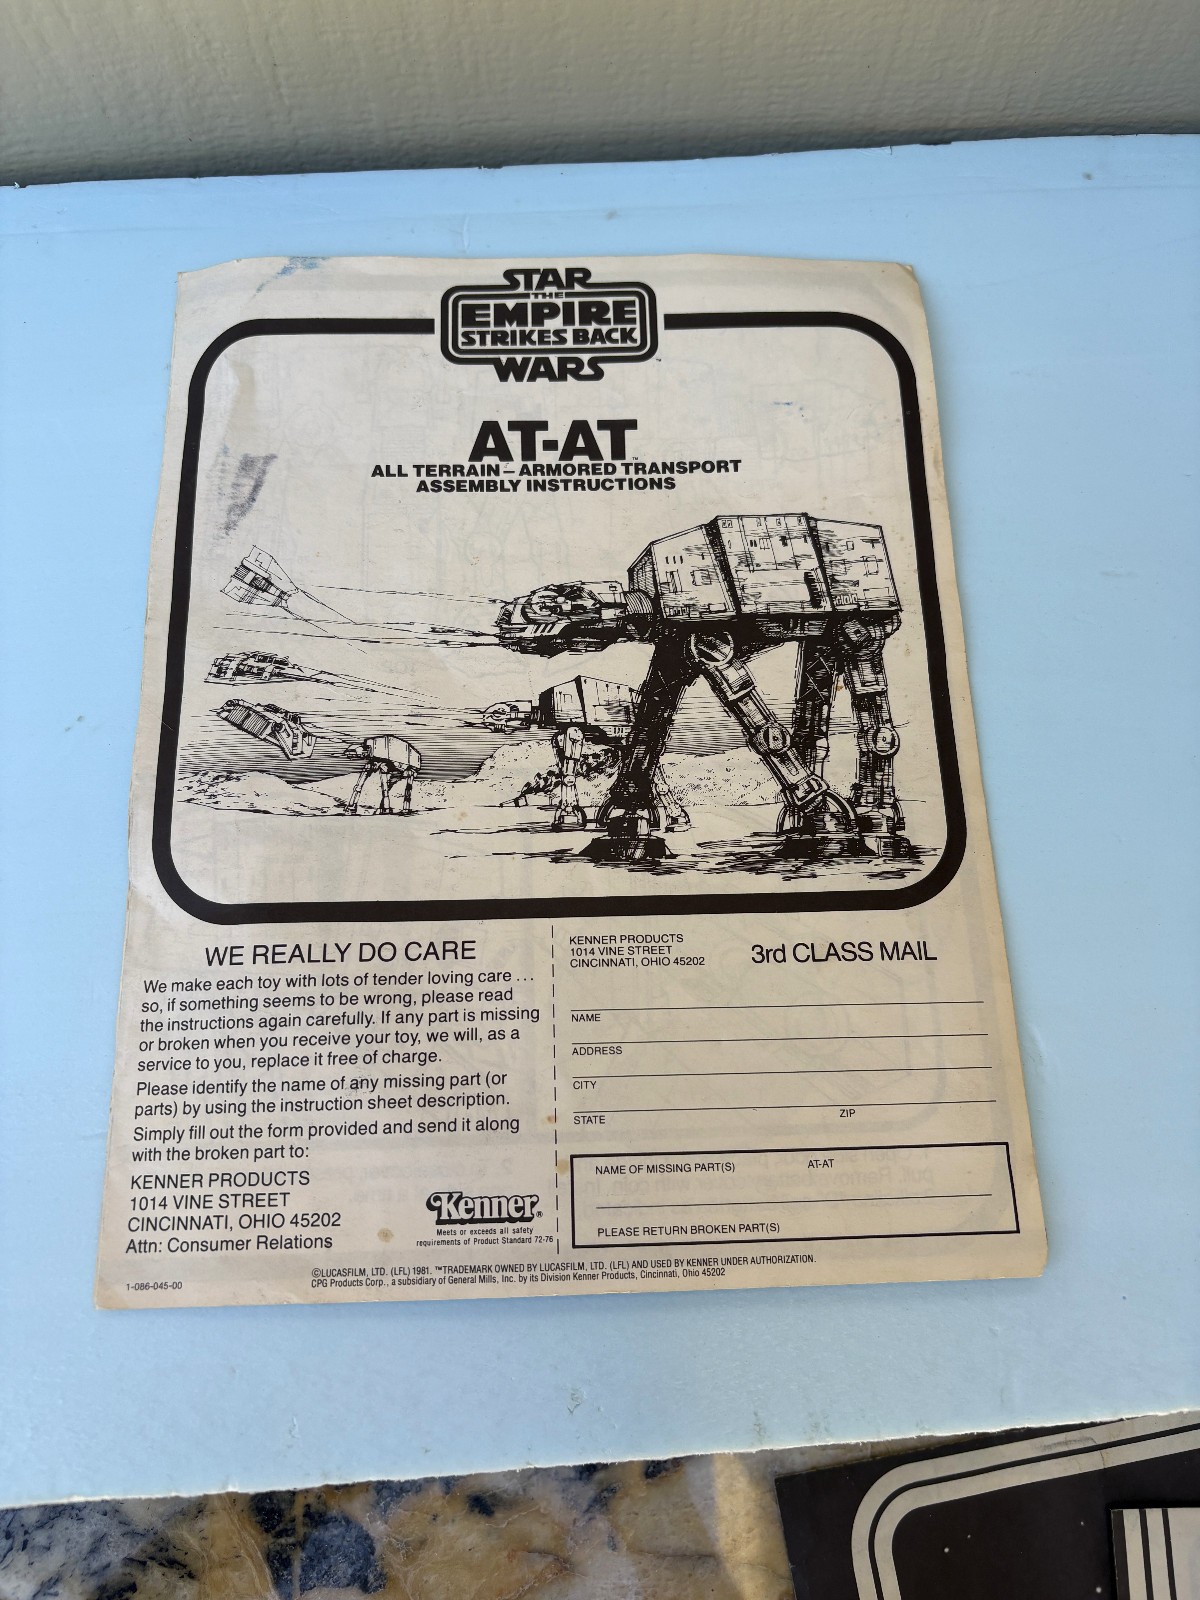 STAR
THE
EMPIRE
STRIKES BACK
WARS
™
AT-AT™
ALL TERRAIN – ARMORED TRANSPORT
ASSEMBLY INSTRUCTIONS
WE REALLY DO CARE
We make each toy with lots of tender loving care ...
so, if something seems to be wrong, please read
the instructions again carefully. If any part is missing
or broken when you receive your toy, we will, as a
service to you, replace it free of charge.
Please identify the name of any missing part (or
parts) by using the instruction sheet description.
Simply fill out the form provided and send it along
with the broken part to:
KENNER PRODUCTS
1014 VINE STREET
CINCINNATI, OHIO 45202
Attn: Consumer Relations
Kenner®
Meets or exceeds all safety
requirements of Product Standard 72-76
KENNER PRODUCTS
1014 VINE STREET
CINCINNATI, OHIO 45202
3rd CLASS MAIL
NAME
ADDRESS
CITY
STATE ZIP
NAME OF MISSING PART(S) AT-AT
PLEASE RETURN BROKEN PART(S)
1-086-045-00
©LUCASFILM, LTD. (LFL) 1981. ™TRADEMARK OWNED BY LUCASFILM, LTD. (LFL) AND USED BY KENNER UNDER AUTHORIZATION.
CPG Products Corp., a subsidiary of General Mills, Inc. by its Division Kenner Products, Cincinnati, Ohio 45202